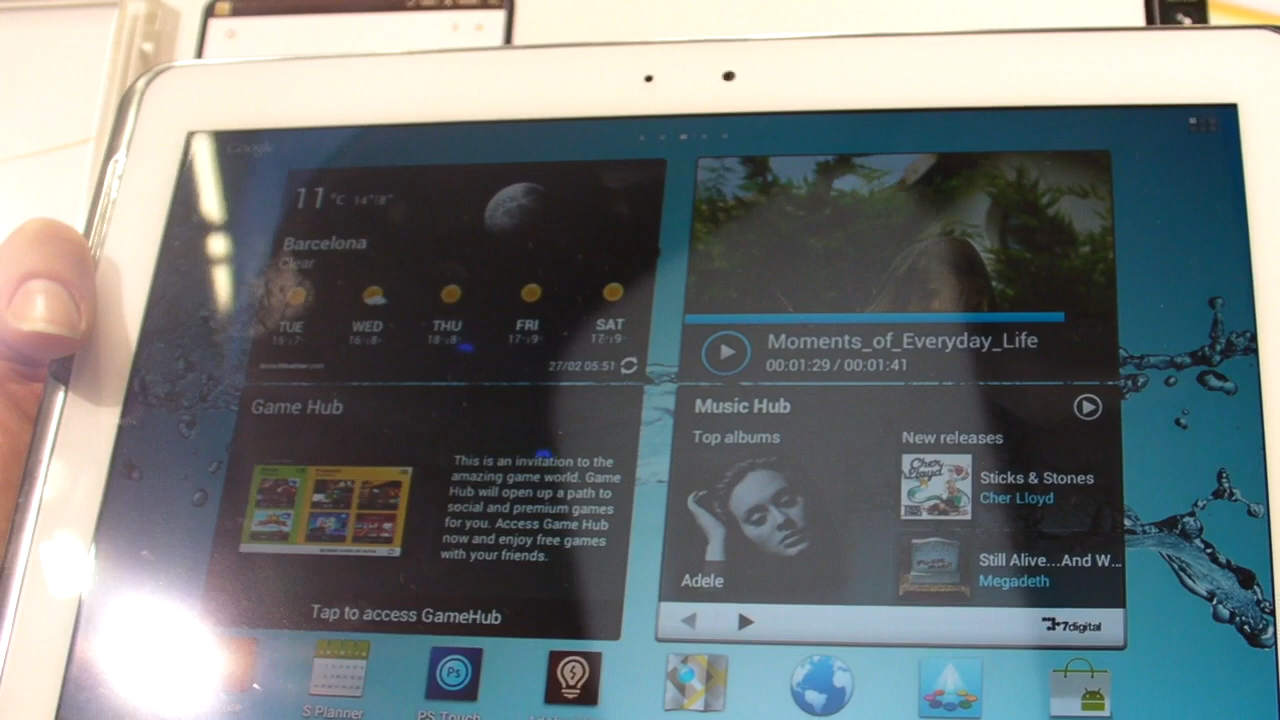 Google
11 °C 14°/8°
Barcelona
Clear
TUE WED THU FRI SAT
27/02 05:51
Moments_of_Everyday_Life
00:01:29 / 00:01:41
Game Hub
This is an invitation to the
amazing game world. Game
Hub will open up a path to
social and premium games
for you. Access Game Hub
now and enjoy free games
with your friends.
Tap to access GameHub
Music Hub
Top albums
Adele
New releases
Sticks & Stones
Cher Lloyd
Still Alive...And W...
Megadeth
7digital
Ps
S Planner
PS Touch